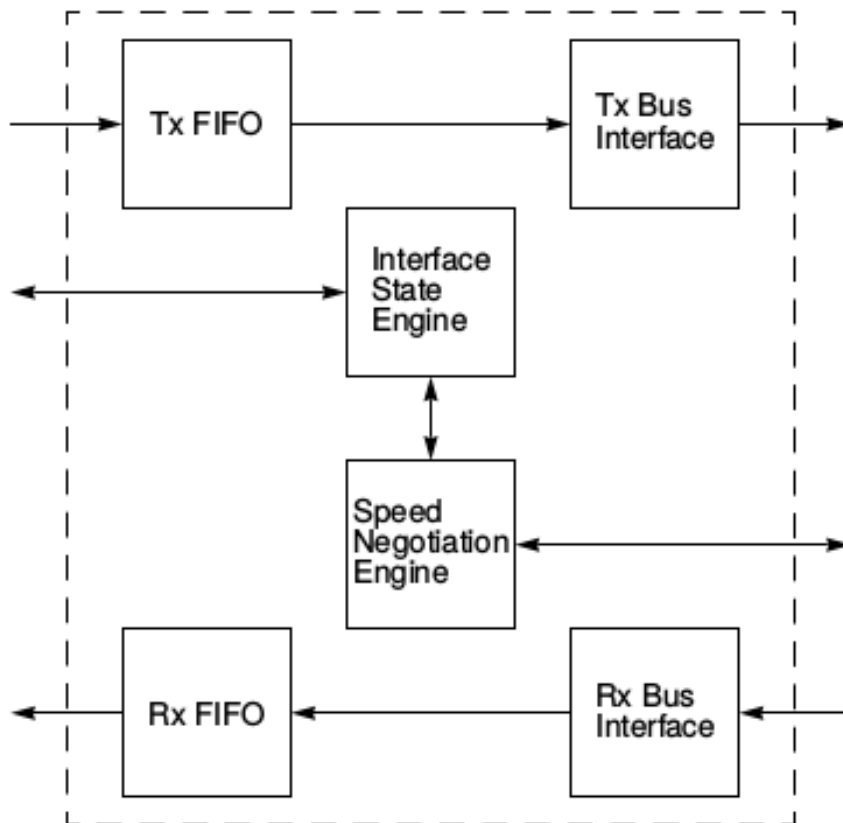 Tx FIFO
Tx Bus
Interface
Interface
State
Engine
Speed
Negotiation
Engine
Rx FIFO
Rx Bus
Interface